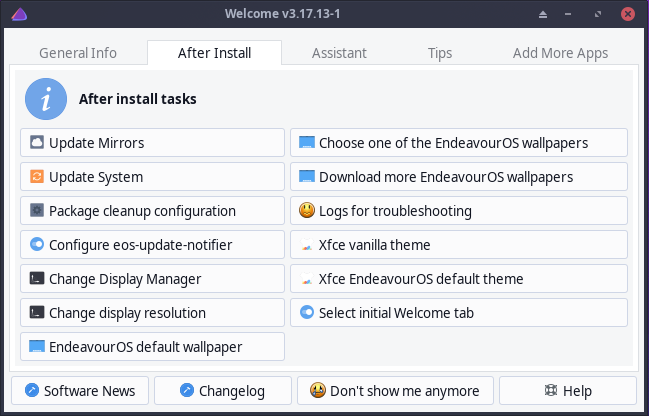 Welcome v3.17.13-1
General Info
After Install
Assistant
Tips
Add More Apps
After install tasks
Update Mirrors
Choose one of the EndeavourOS wallpapers
Update System
Download more EndeavourOS wallpapers
Package cleanup configuration
Logs for troubleshooting
Configure eos-update-notifier
Xfce vanilla theme
Change Display Manager
Xfce EndeavourOS default theme
Change display resolution
Select initial Welcome tab
EndeavourOS default wallpaper
Software News
Changelog
Don't show me anymore
Help